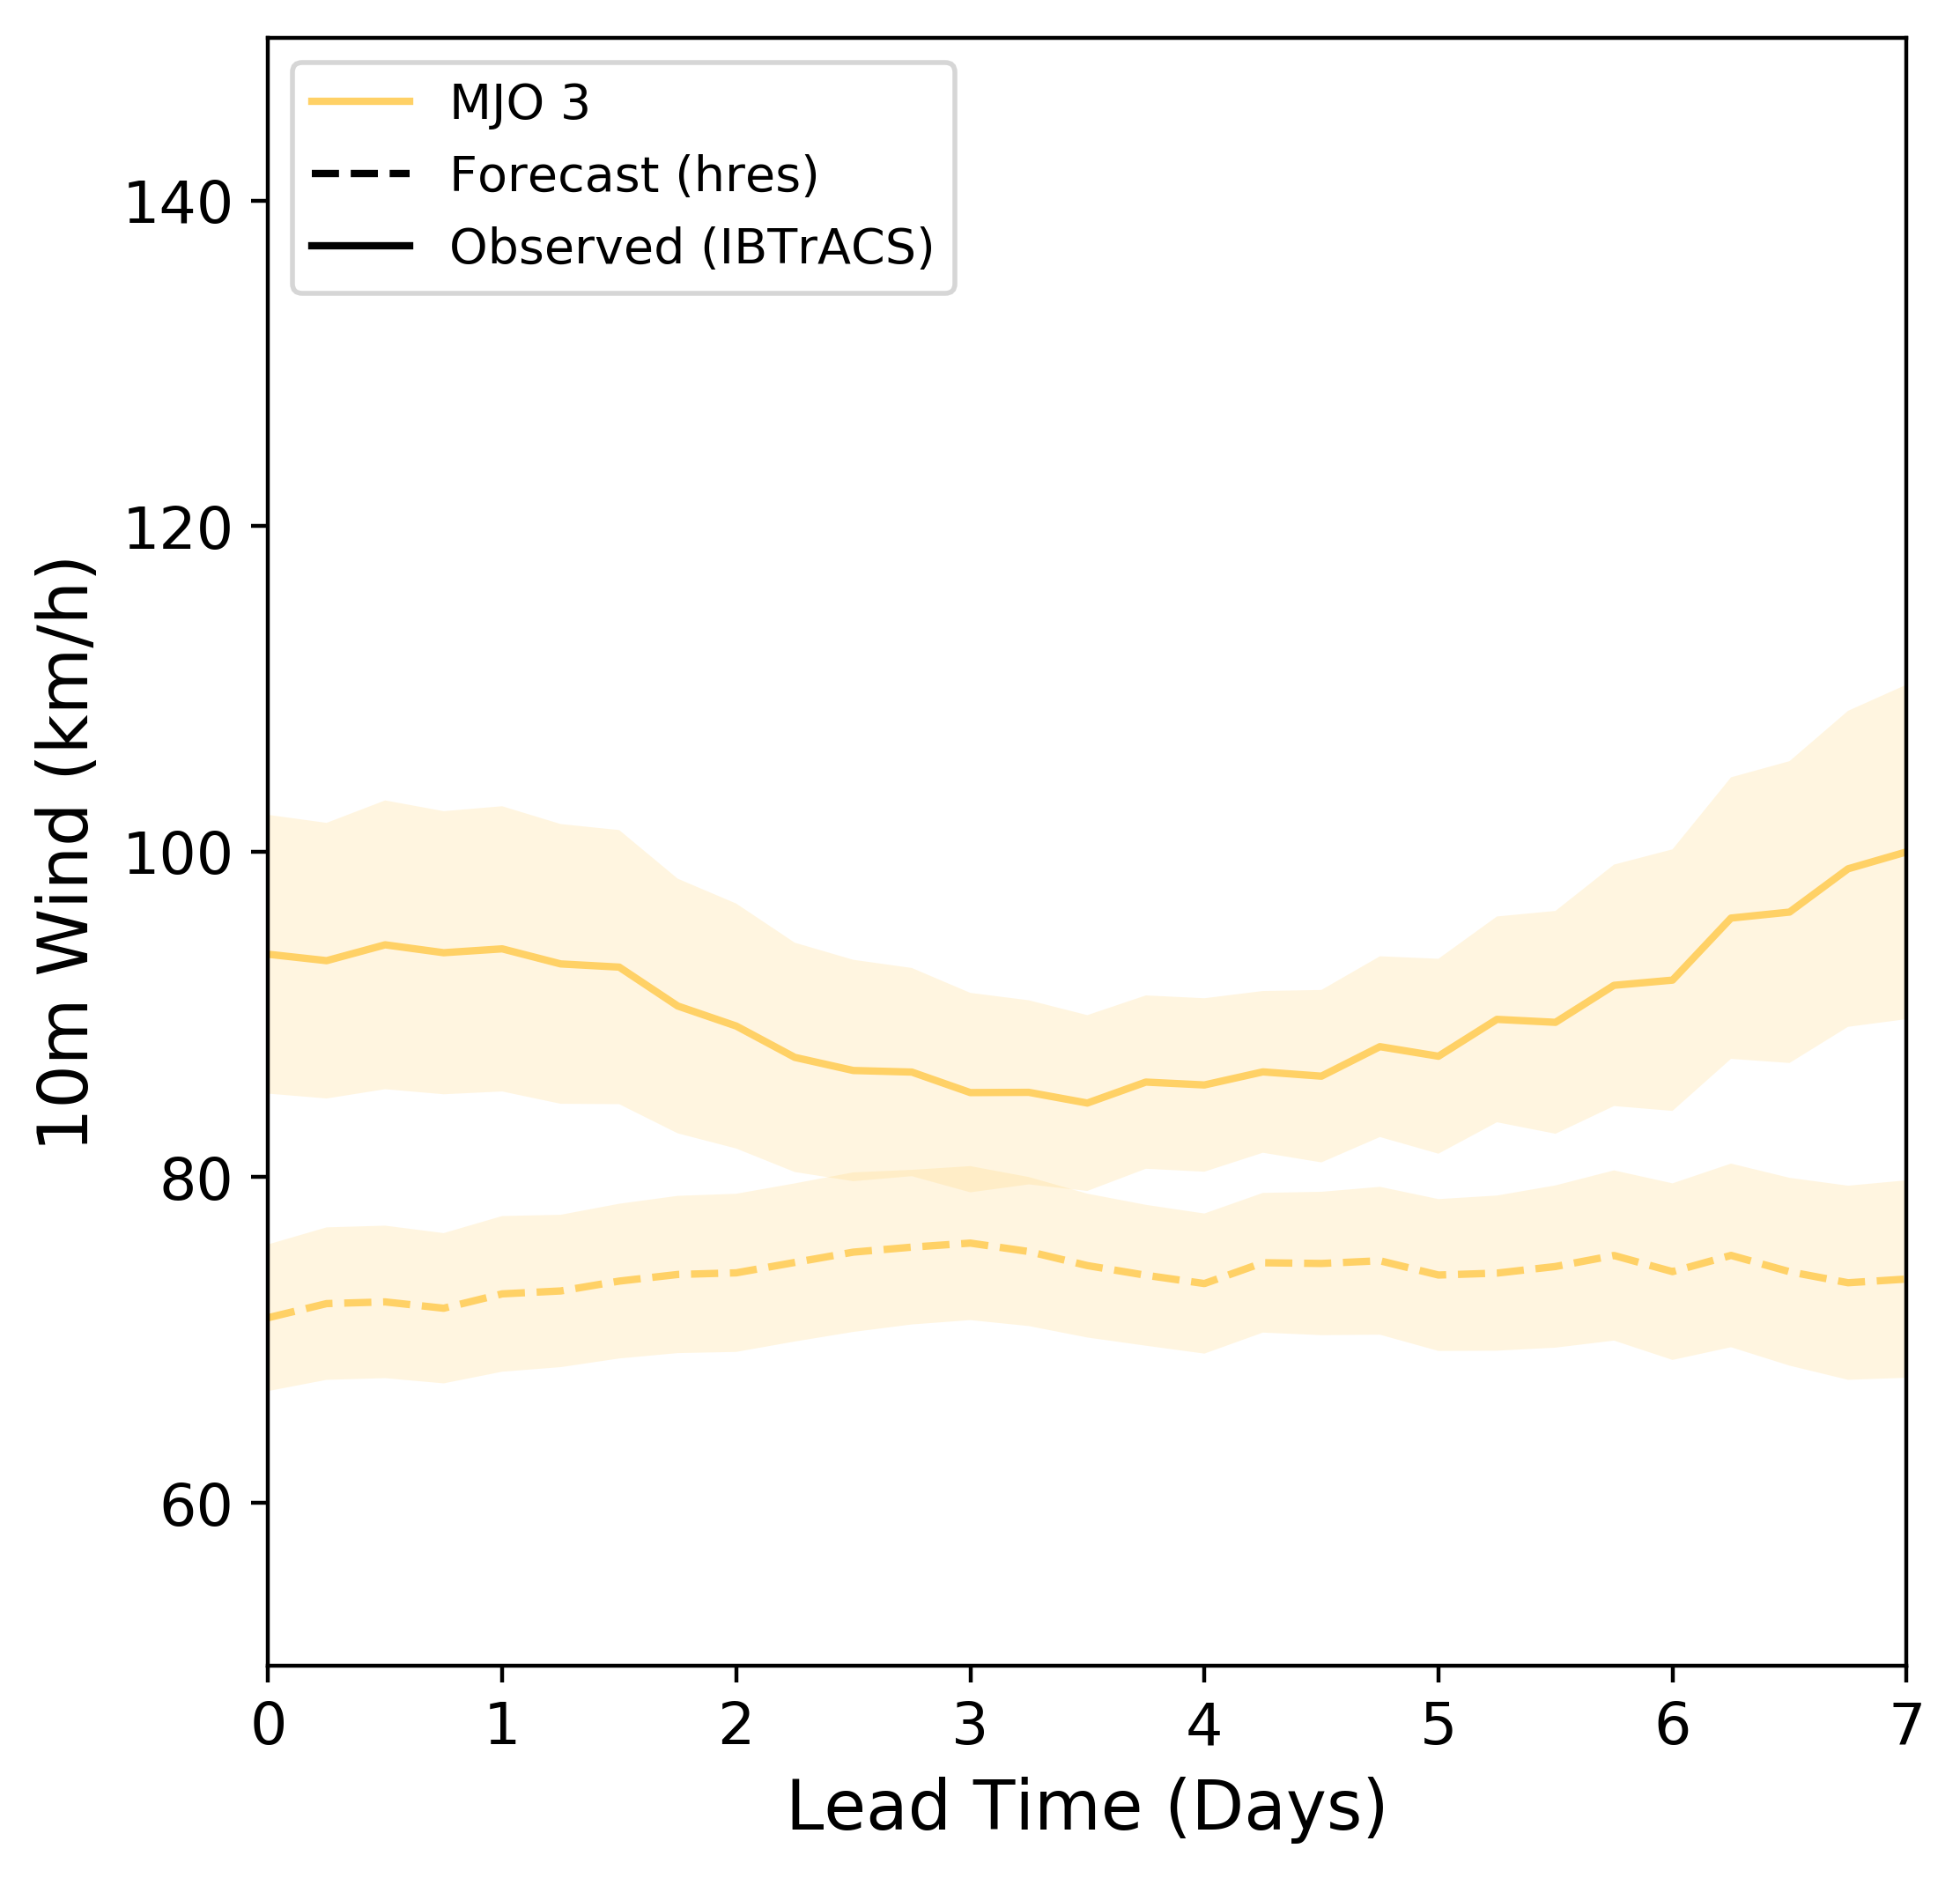 MJO 3
Forecast (hres)
Observed (IBTrACS)
140
120
100
80
60
10m Wind (km/h)
0 1 2 3 4 5 6 7
Lead Time (Days)